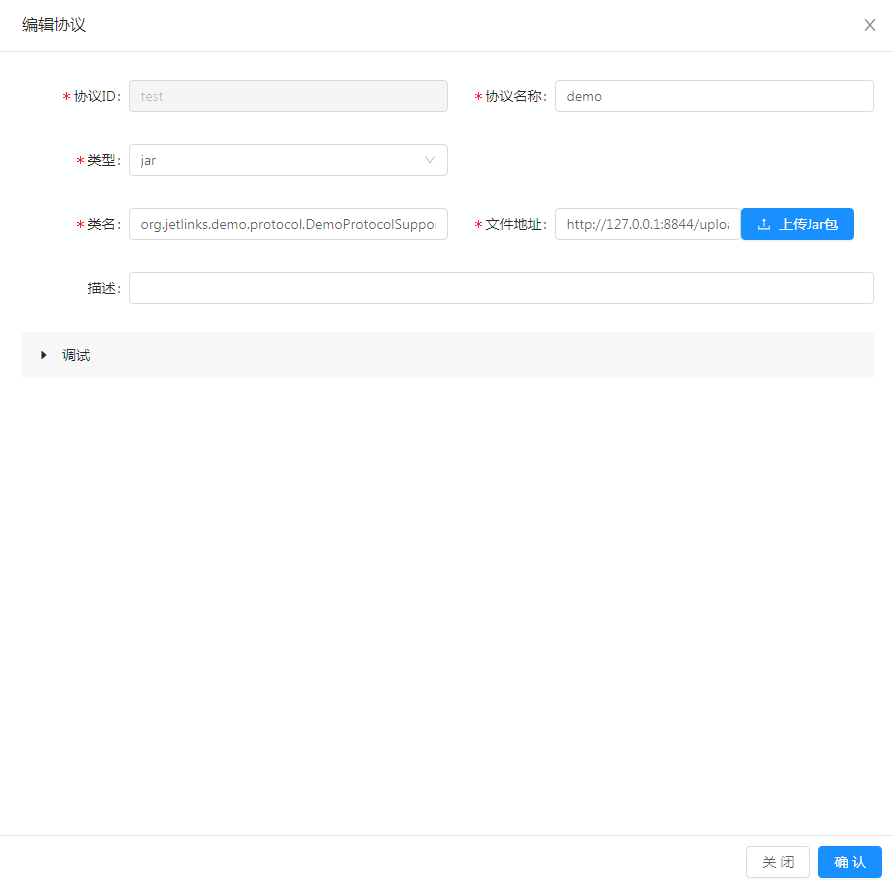 编辑协议
* 协议ID: test * 协议名称: demo
* 类型: jar
* 类名: org.jetlinks.demo.protocol.DemoProtocolSuppo * 文件地址: http://127.0.0.1:8844/uplo 上传Jar包
描述:
调试
关 闭 确 认